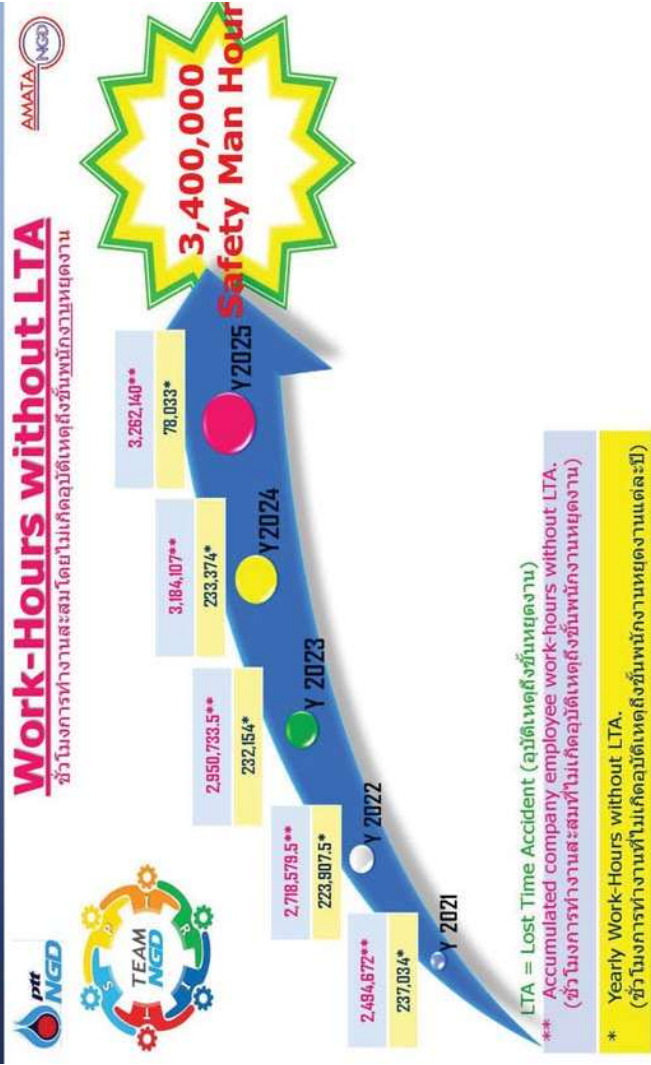 ptt
NGD
Work-Hours without LTA
ชั่วโมงการทำงานสะสมโดยไม่เกิดอุบัติเหตุถึงขั้นพนักงานหยุดงาน
AMATA
NGD
S P I R I T
TEAM
NGD
2,494,672**
237,034*
Y 2021
2,718,579.5**
223,907.5*
Y 2022
2,950,733.5**
232,154*
Y 2023
3,184,107**
233,374*
Y2024
3,262,140**
78,033*
Y2025
3,400,000
Safety Man Hour
LTA = Lost Time Accident (อุบัติเหตุถึงขั้นหยุดงาน)
** Accumulated company employee work-hours without LTA.
(ชั่วโมงการทำงานสะสมที่ไม่เกิดอุบัติเหตุถึงขั้นพนักงานหยุดงาน)
* Yearly Work-Hours without LTA.
(ชั่วโมงการทำงานที่ไม่เกิดอุบัติเหตุถึงขั้นพนักงานหยุดงานแต่ละปี)